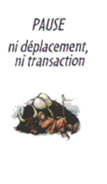 PAUSE
ni déplacement,
ni transaction